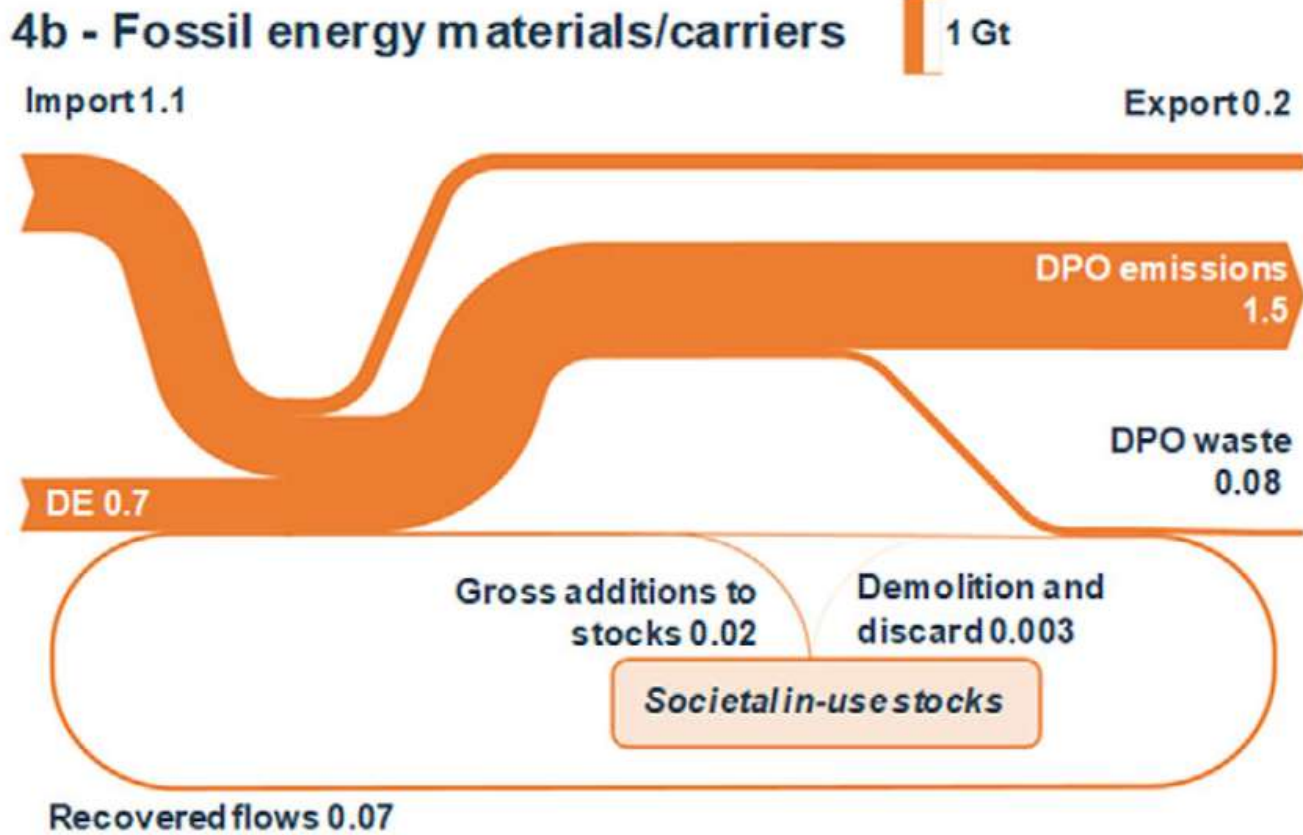 4b - Fossil energy materials/carriers
1 Gt
Import 1.1
Export 0.2
DPO emissions
1.5
DPO waste
0.08
DE 0.7
Gross additions to
stocks 0.02
Demolition and
discard 0.003
Societal in-use stocks
Recovered flows 0.07